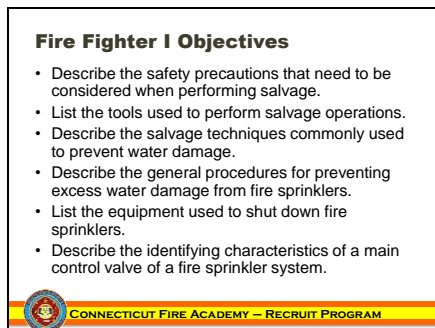 Fire Fighter I Objectives
• Describe the safety precautions that need to be
considered when performing salvage.
• List the tools used to perform salvage operations.
• Describe the salvage techniques commonly used
to prevent water damage.
• Describe the general procedures for preventing
excess water damage from fire sprinklers.
• List the equipment used to shut down fire
sprinklers.
• Describe the identifying characteristics of a main
control valve of a fire sprinkler system.
CONNECTICUT FIRE ACADEMY – RECRUIT PROGRAM